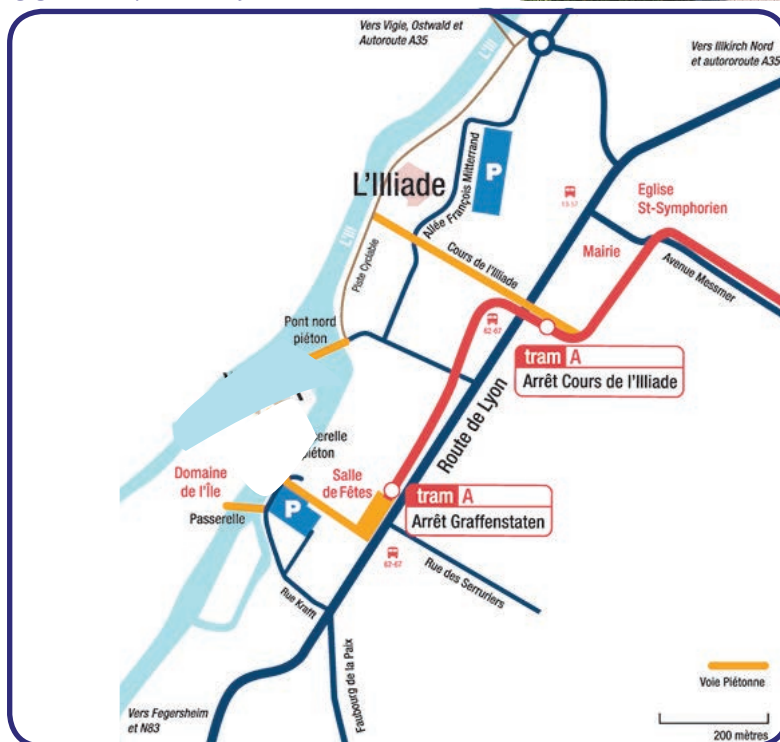 Vers Vigie, Ostwald et
Autoroute A35
Vers Illkirch Nord
et autororoute A35
L'Ill
P
L'Illiade
Allée François Mitterrand
Eglise
St-Symphorien
13-57
L'Ill
Piste Cyclable
Cours de l'Illiade
Mairie
Avenue Messmer
Pont nord
piéton
62-67
tram A
Arrêt Cours de l'Illiade
Route de Lyon
piéton
Domaine
de l'Île
Salle
de Fêtes
P
Passerelle
tram A
Arrêt Graffenstaten
62-67
Rue des Serruriers
Rue Krafft
Faubourg de la Paix
Voie Piétonne
Vers Fegersheim
et N83
200 mètres